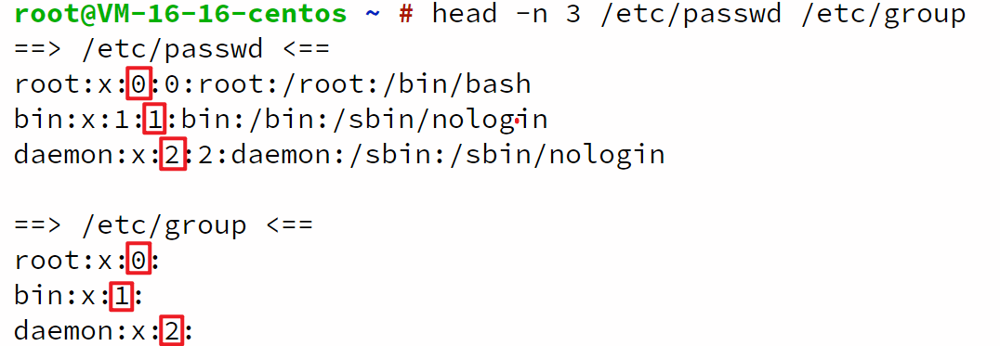 root@VM-16-16-centos ~ # head -n 3 /etc/passwd /etc/group
==> /etc/passwd <==
root:x:0:0:root:/root:/bin/bash
bin:x:1:1:bin:/bin:/sbin/nologin
daemon:x:2:2:daemon:/sbin:/sbin/nologin
==> /etc/group <==
root:x:0:
bin:x:1:
daemon:x:2: